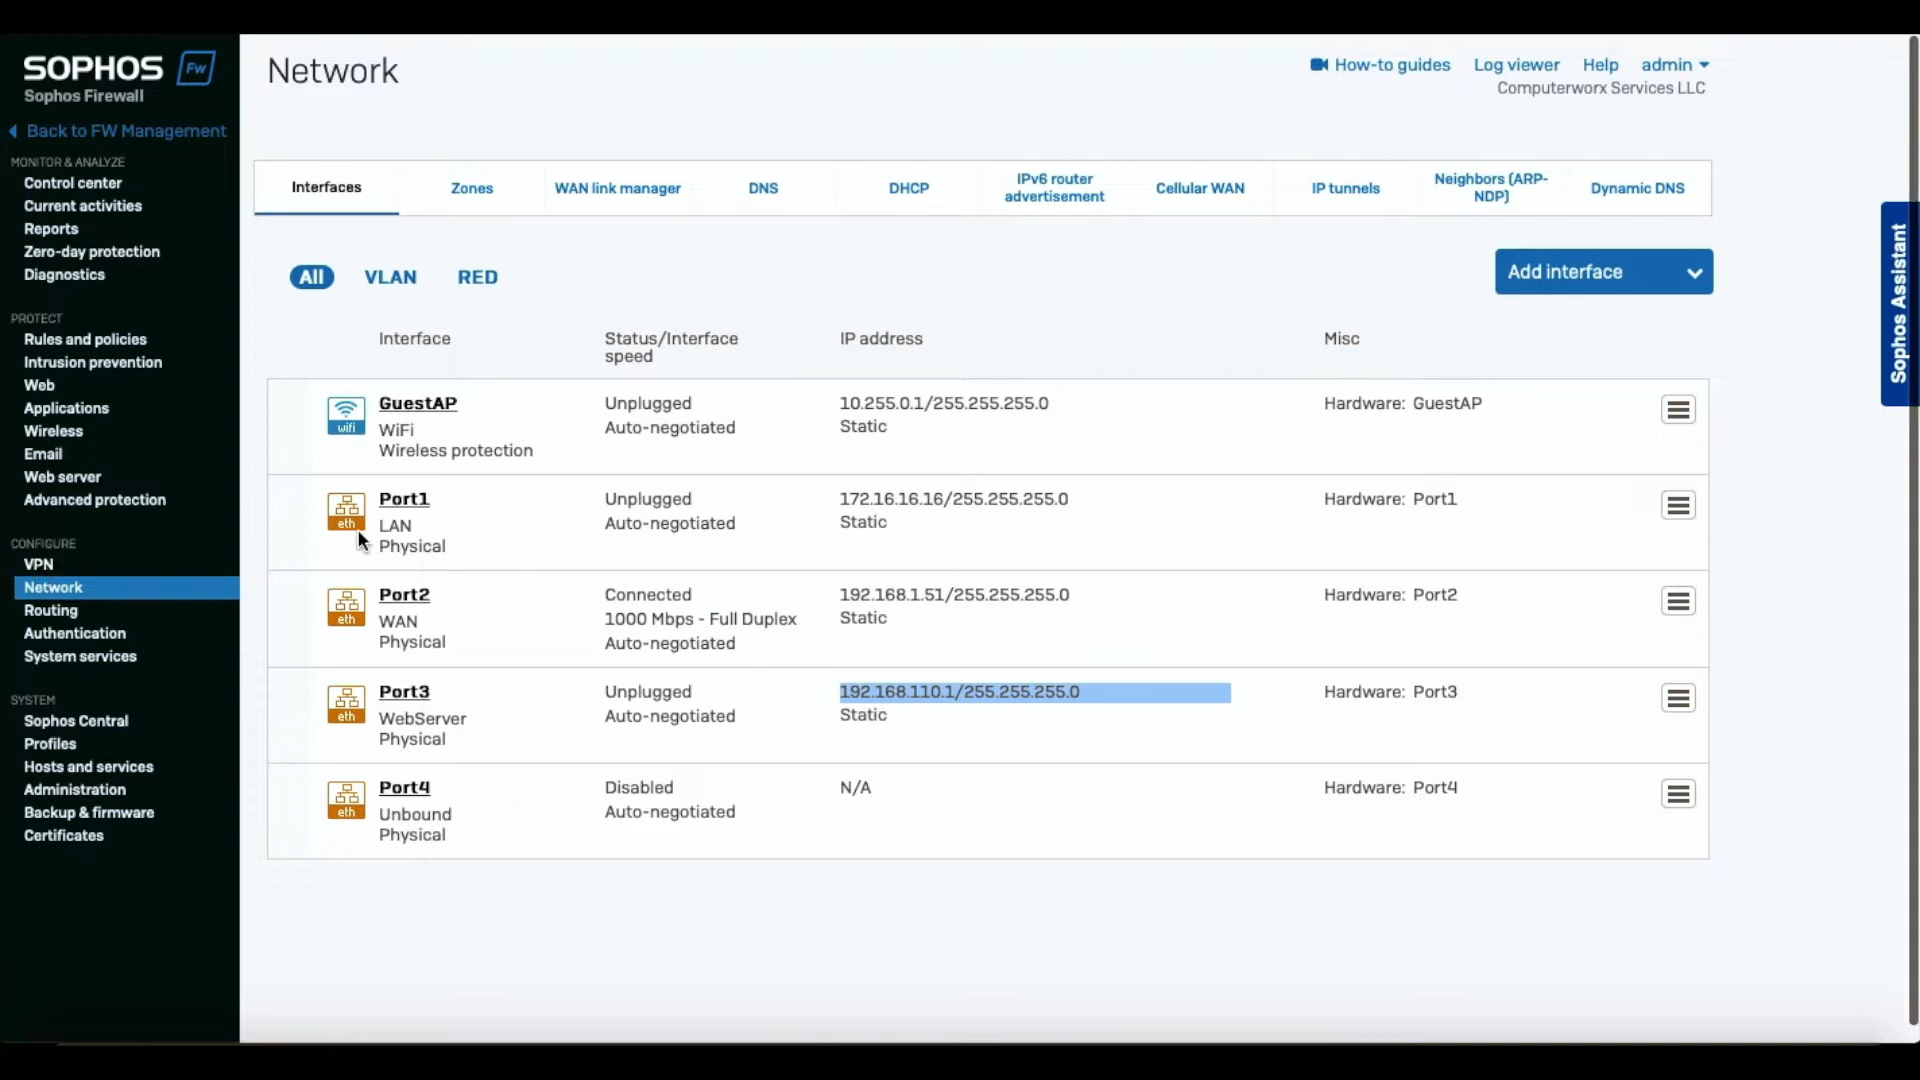 SOPHOS Fw
Sophos Firewall
Back to FW Management
MONITOR & ANALYZE
Control center
Current activities
Reports
Zero-day protection
Diagnostics
PROTECT
Rules and policies
Intrusion prevention
Web
Applications
Wireless
Email
Web server
Advanced protection
CONFIGURE
VPN
Network
Routing
Authentication
System services
SYSTEM
Sophos Central
Profiles
Hosts and services
Administration
Backup & firmware
Certificates
Network
How-to guides Log viewer Help admin
Computerworx Services LLC
Interfaces Zones WAN link manager DNS DHCP IPv6 router advertisement Cellular WAN IP tunnels Neighbors (ARP-NDP) Dynamic DNS
All VLAN RED
Add interface
Interface Status/Interface speed IP address Misc
wifi
GuestAP Unplugged 10.255.0.1/255.255.255.0 Hardware: GuestAP
WiFi Auto-negotiated Static
Wireless protection
eth
Port1 Unplugged 172.16.16.16/255.255.255.0 Hardware: Port1
LAN Auto-negotiated Static
Physical
eth
Port2 Connected 192.168.1.51/255.255.255.0 Hardware: Port2
WAN 1000 Mbps - Full Duplex Static
Physical Auto-negotiated
eth
Port3 Unplugged 192.168.110.1/255.255.255.0 Hardware: Port3
WebServer Auto-negotiated Static
Physical
eth
Port4 Disabled N/A Hardware: Port4
Unbound Auto-negotiated
Physical
Sophos Assistant